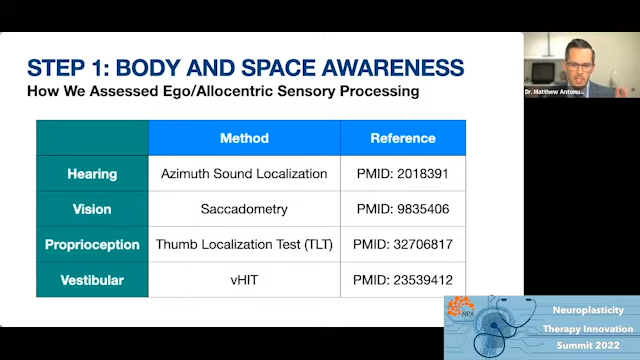 STEP 1: BODY AND SPACE AWARENESS
How We Assessed Ego/Allocentric Sensory Processing
Method Reference
Hearing Azimuth Sound Localization PMID: 2018391
Vision Saccadometry PMID: 9835406
Proprioception Thumb Localization Test (TLT) PMID: 32706817
Vestibular vHIT PMID: 23539412
Dr. Matthew Antonu...
NPA
Neuroplasticity
Therapy Innovation
Summit 2022